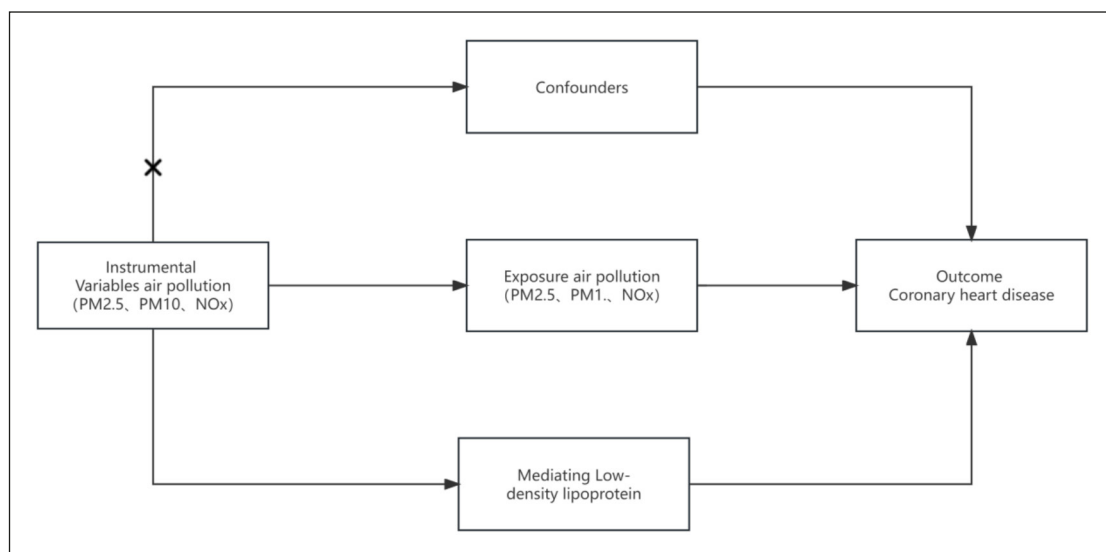 Confounders
Instrumental
Variables air pollution
(PM2.5、PM10、NOx)
Exposure air pollution
(PM2.5、PM1.、NOx)
Outcome
Coronary heart disease
Mediating Low-
density lipoprotein